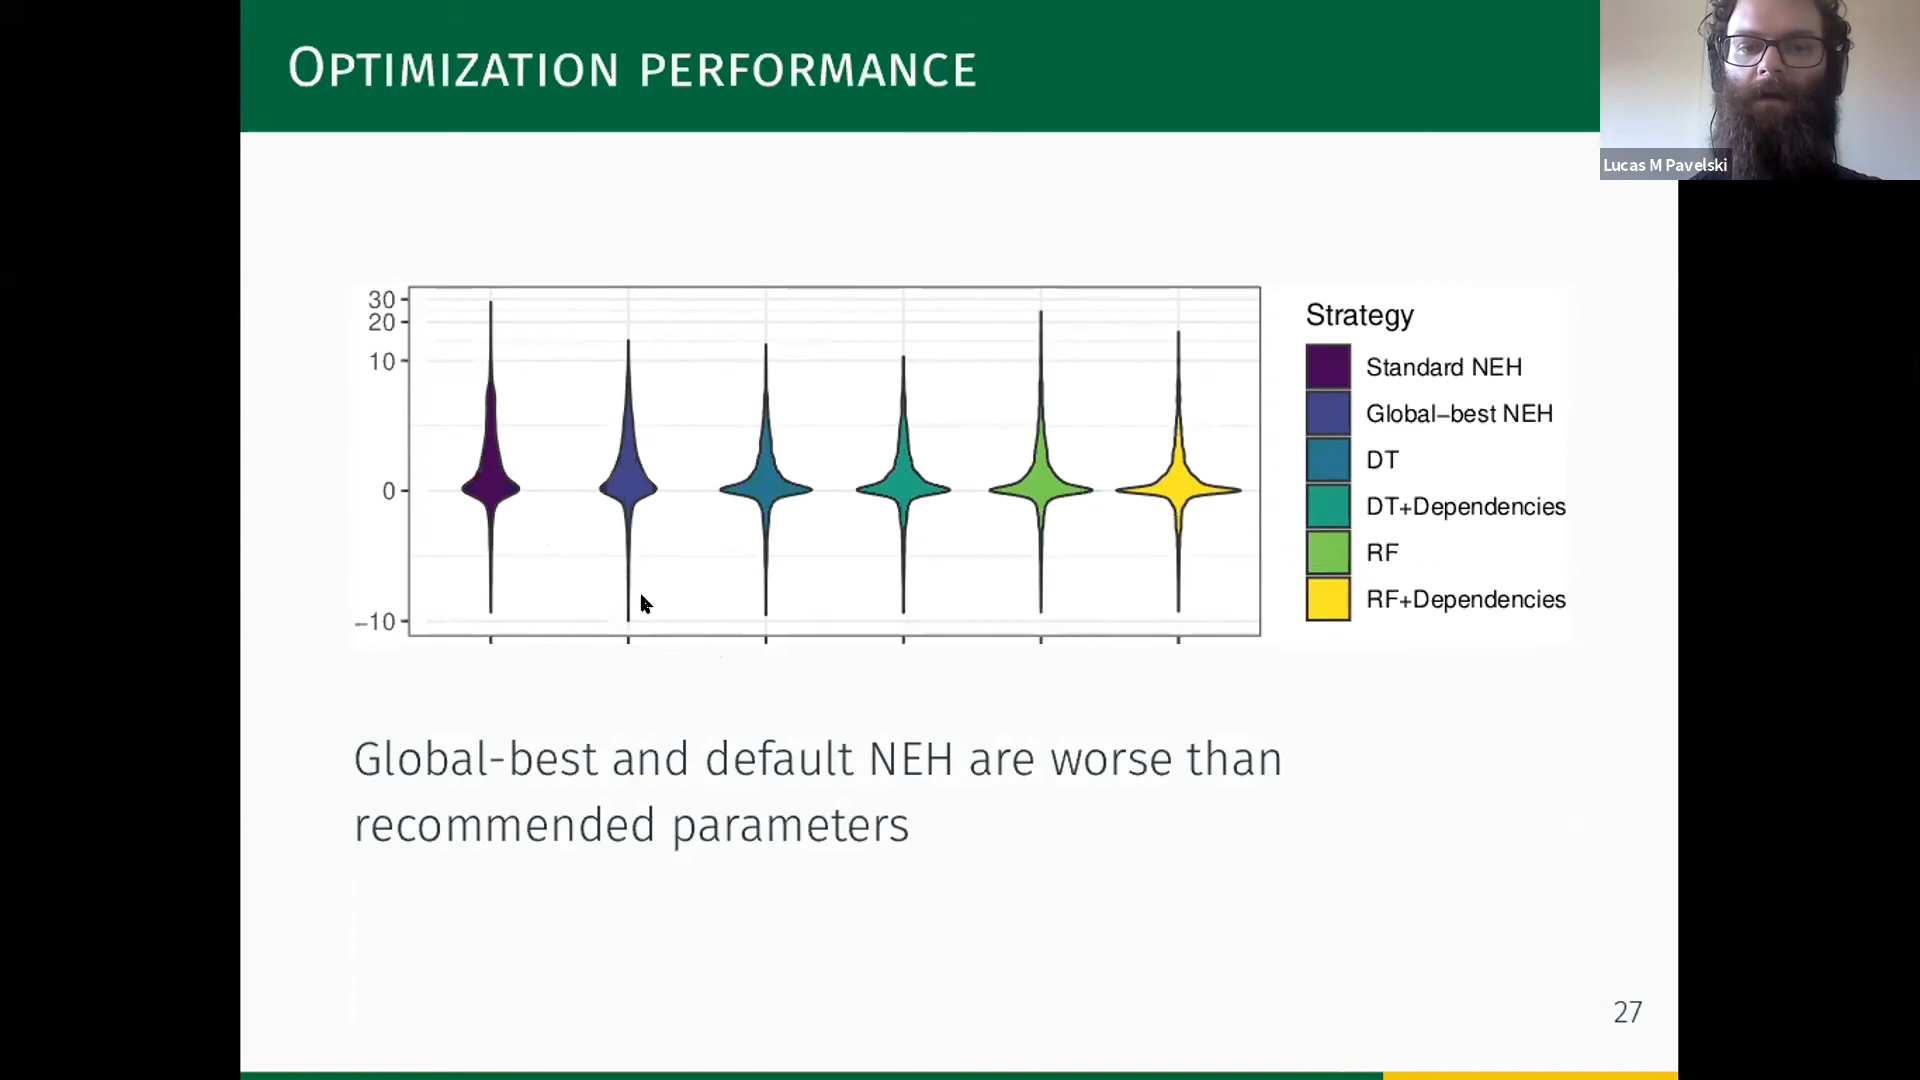 OPTIMIZATION PERFORMANCE
Lucas M Pavelski
30
20
10
0
−10
Strategy
Standard NEH
Global−best NEH
DT
DT+Dependencies
RF
RF+Dependencies
Global-best and default NEH are worse than
recommended parameters
27